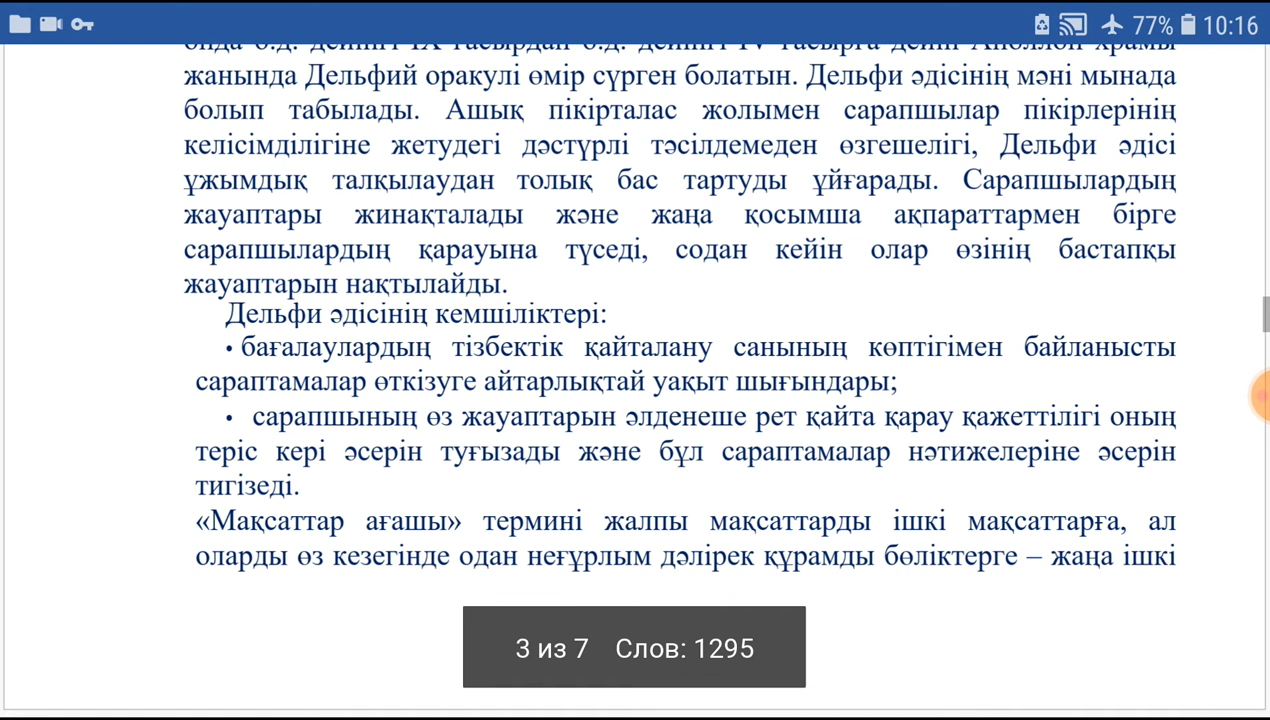 77% 10:16
жанында Дельфий оракулі өмір сүрген болатын. Дельфи әдісінің мәні мынада
болып табылады. Ашық пікірталас жолымен сарапшылар пікірлерінің
келісімділігіне жетудегі дәстүрлі тәсілдемеден өзгешелігі, Дельфи әдісі
ұжымдық талқылаудан толық бас тартуды ұйғарады. Сарапшылардың
жауаптары жинақталады және жаңа қосымша ақпараттармен бірге
сарапшылардың қарауына түседі, содан кейін олар өзінің бастапқы
жауаптарын нақтылайды.
Дельфи әдісінің кемшіліктері:
• бағалаулардың тізбектік қайталану санының көптігімен байланысты
сараптамалар өткізуге айтарлықтай уақыт шығындары;
• сарапшының өз жауаптарын әлденеше рет қайта қарау қажеттілігі оның
теріс кері әсерін туғызады және бұл сараптамалар нәтижелеріне әсерін
тигізеді.
«Мақсаттар ағашы» термині жалпы мақсаттарды ішкі мақсаттарға, ал
оларды өз кезегінде одан неғұрлым дәлірек құрамды бөліктерге – жаңа ішкі
3 из 7 Слов: 1295